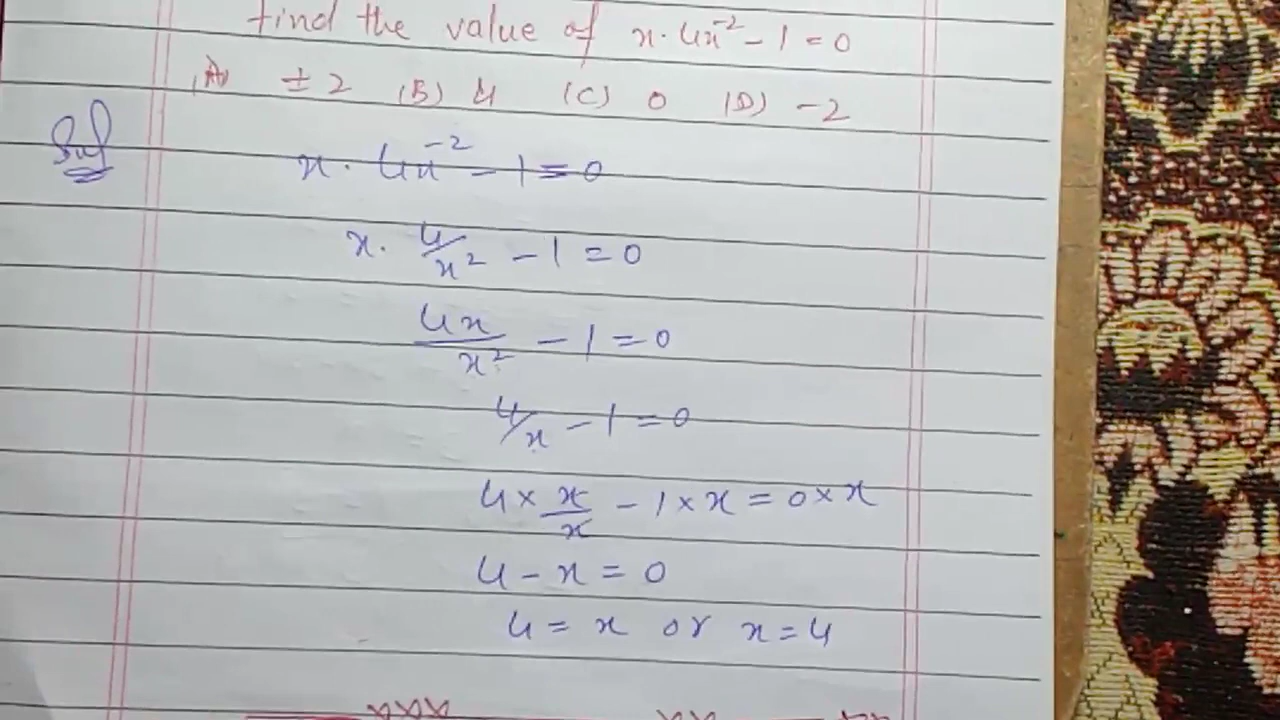 find the value of x·4x⁻² - 1 = 0
(A) ± 2 (B) 4 (C) 0 (D) -2
Sol
x · 4x⁻² - 1 = 0
x · 4/x² - 1 = 0
4x/x² - 1 = 0
4/x - 1 = 0
4 × x/x - 1 × x = 0 × x
4 - x = 0
4 = x or x = 4